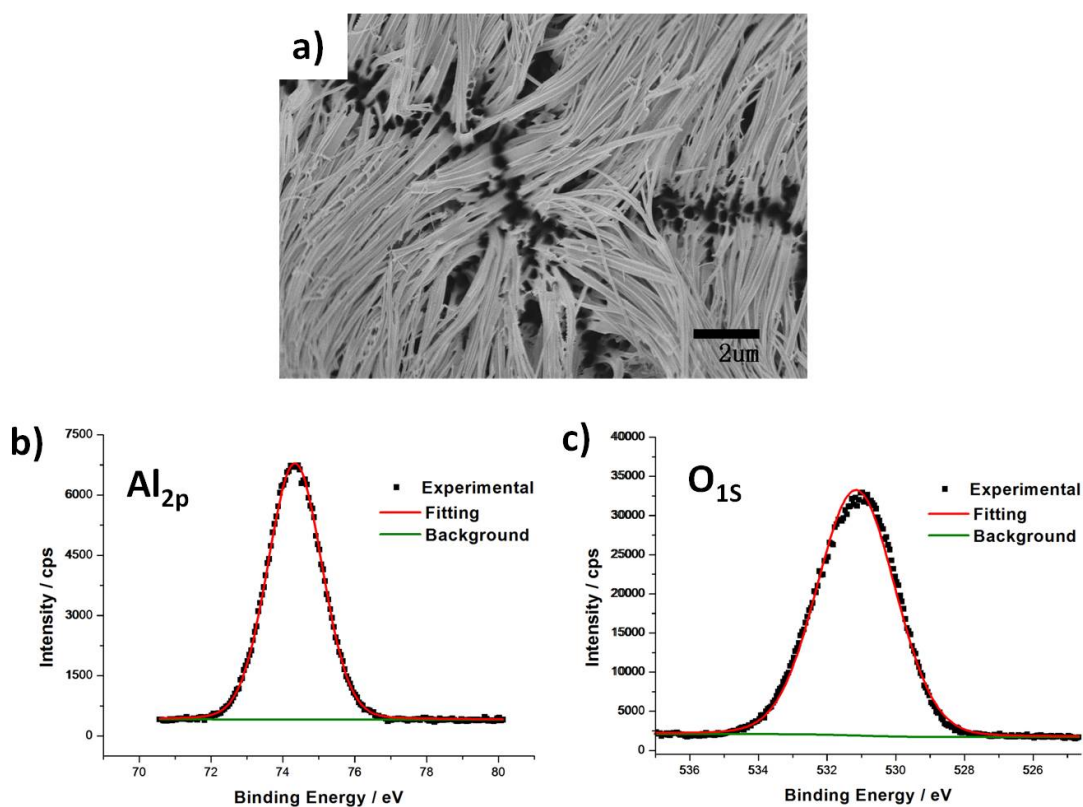 a)
2um
b)
Al2p
Experimental
Fitting
Background
Intensity / cps
7500
6000
4500
3000
1500
0
70 72 74 76 78 80
Binding Energy / eV
c)
O1S
Experimental
Fitting
Background
Intensity / cps
40000
35000
30000
25000
20000
15000
10000
5000
0
536 534 532 530 528 526
Binding Energy / eV